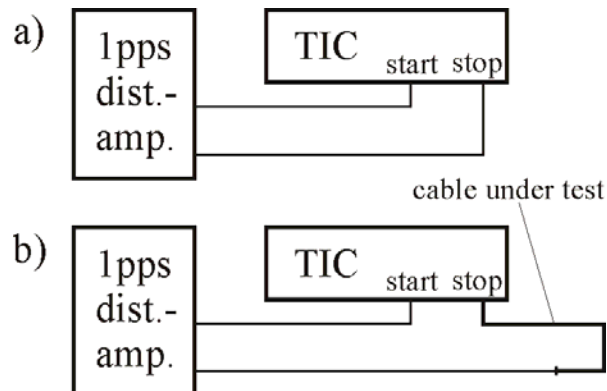 a)
1pps
dist.-
amp.
TIC
start stop
cable under test
b)
1pps
dist.-
amp.
TIC
start stop